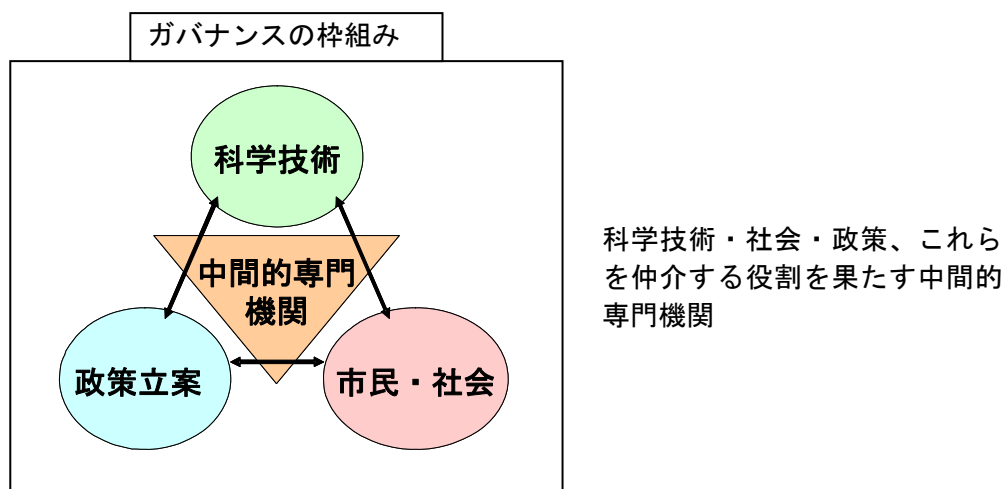 ガバナンスの枠組み
科学技術
中間的専門
機関
政策立案
市民・社会
科学技術・社会・政策、これら
を仲介する役割を果たす中間的
専門機関